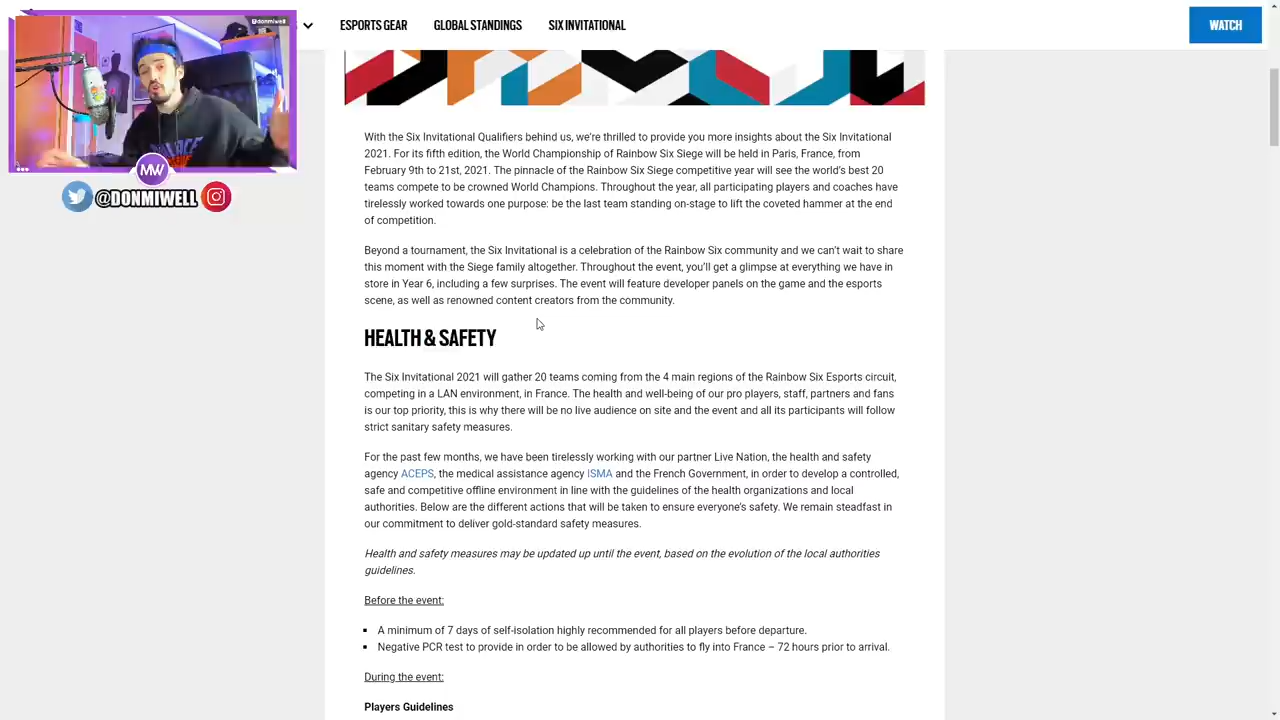 @donmiwell
ESPORTS GEAR
GLOBAL STANDINGS
SIX INVITATIONAL
WATCH
MW
@DONMIWELL
With the Six Invitational Qualifiers behind us, we're thrilled to provide you more insights about the Six Invitational
2021. For its fifth edition, the World Championship of Rainbow Six Siege will be held in Paris, France, from
February 9th to 21st, 2021. The pinnacle of the Rainbow Six Siege competitive year will see the world's best 20
teams compete to be crowned World Champions. Throughout the year, all participating players and coaches have
tirelessly worked towards one purpose: be the last team standing on-stage to lift the coveted hammer at the end
of competition.
Beyond a tournament, the Six Invitational is a celebration of the Rainbow Six community and we can't wait to share
this moment with the Siege family altogether. Throughout the event, you'll get a glimpse at everything we have in
store in Year 6, including a few surprises. The event will feature developer panels on the game and the esports
scene, as well as renowned content creators from the community.
HEALTH & SAFETY
The Six Invitational 2021 will gather 20 teams coming from the 4 main regions of the Rainbow Six Esports circuit,
competing in a LAN environment, in France. The health and well-being of our pro players, staff, partners and fans
is our top priority, this is why there will be no live audience on site and the event and all its participants will follow
strict sanitary safety measures.
For the past few months, we have been tirelessly working with our partner Live Nation, the health and safety
agency ACEPS, the medical assistance agency ISMA and the French Government, in order to develop a controlled,
safe and competitive offline environment in line with the guidelines of the health organizations and local
authorities. Below are the different actions that will be taken to ensure everyone's safety. We remain steadfast in
our commitment to deliver gold-standard safety measures.
Health and safety measures may be updated up until the event, based on the evolution of the local authorities
guidelines.
Before the event:
▪ A minimum of 7 days of self-isolation highly recommended for all players before departure.
▪ Negative PCR test to provide in order to be allowed by authorities to fly into France – 72 hours prior to arrival.
During the event:
Players Guidelines